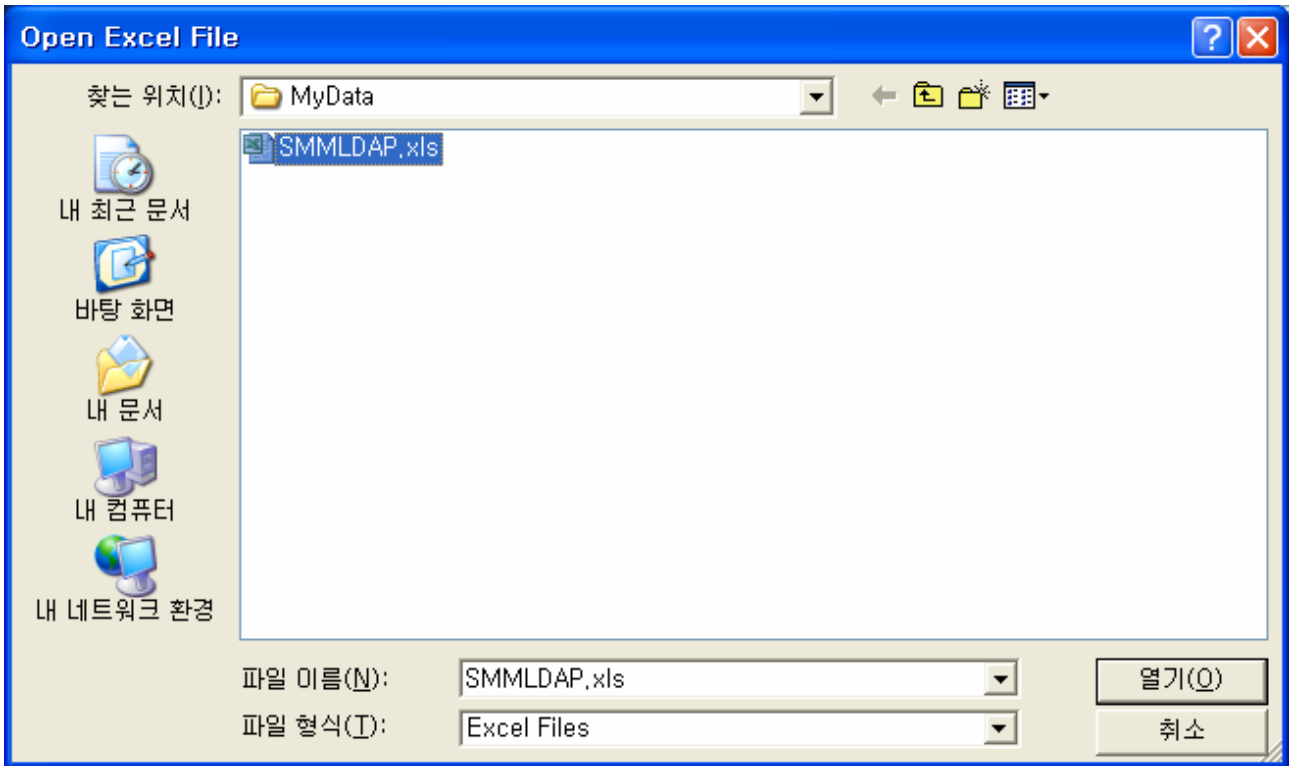 Open Excel File
찾는 위치(I): MyData
SMMLDAP.xls
내 최근 문서
바탕 화면
내 문서
내 컴퓨터
내 네트워크 환경
파일 이름(N): SMMLDAP.xls 열기(O)
파일 형식(T): Excel Files 취소